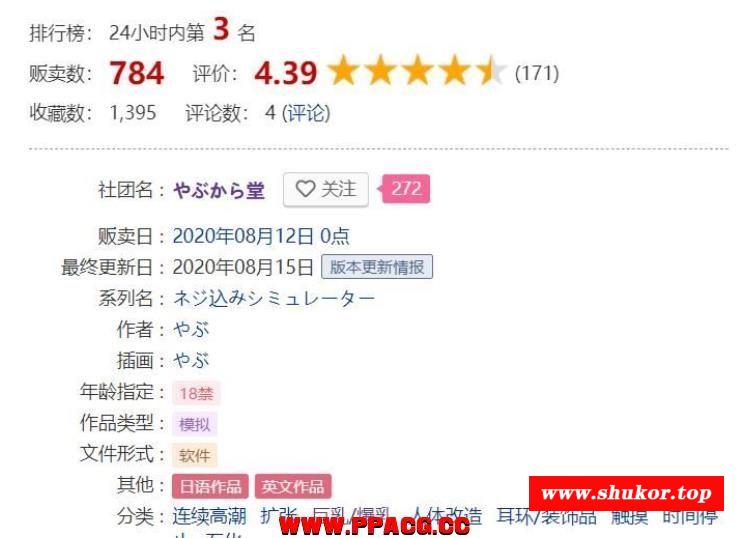 排行榜: 24小时内第 3 名
贩卖数: 784 评价: 4.39 (171)
收藏数: 1,395 评论数: 4 (评论)
社团名 : やぶから堂 关注 272
贩卖日 : 2020年08月12日 0点
最终更新日 : 2020年08月15日 版本更新情报
系列名 : ネジ込みシミュレーター
作者 : やぶ
插画 : やぶ
年龄指定 : 18禁
作品类型 : 模拟
文件形式 : 软件
其他 : 日语作品 英文作品
www.shukor.top
分类 : 连续高潮 扩张 巨乳/爆乳 人体改造 耳环/装饰品 触摸 时间停
WWW.PPACG.CC